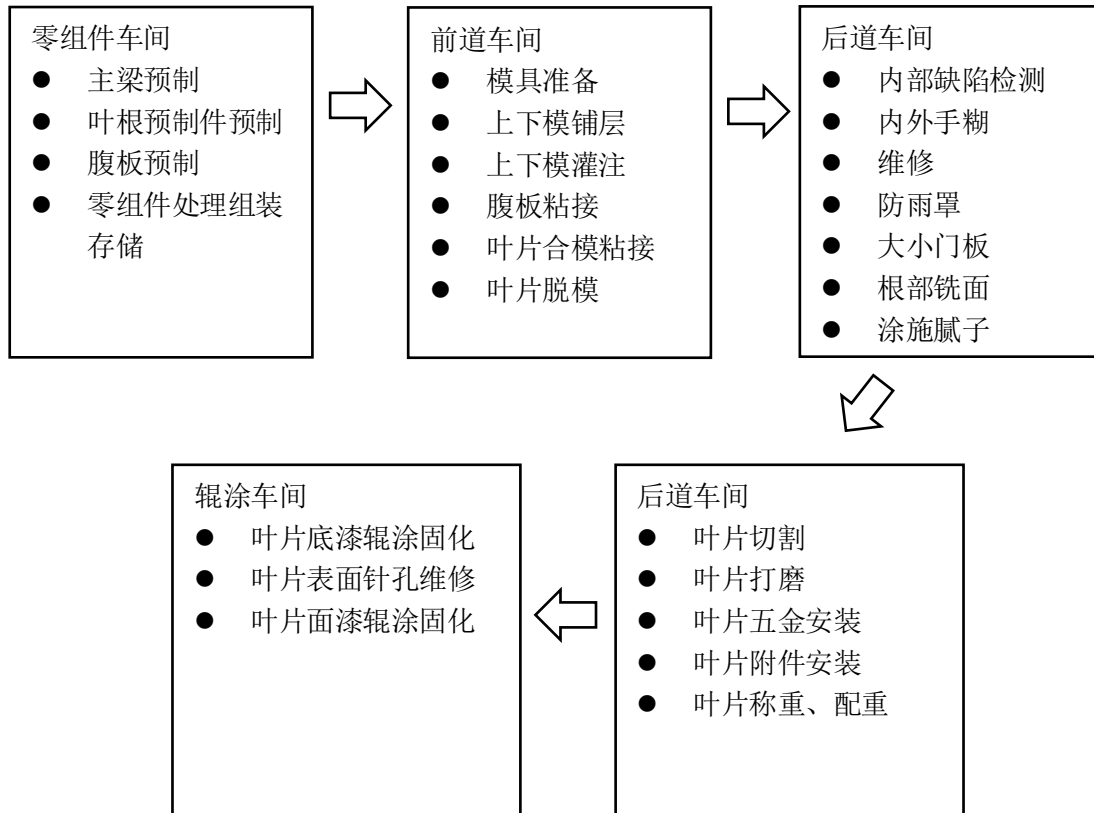 零组件车间
● 主梁预制
● 叶根预制件预制
● 腹板预制
● 零组件处理组装
存储
前道车间
● 模具准备
● 上下模铺层
● 上下模灌注
● 腹板粘接
● 叶片合模粘接
● 叶片脱模
后道车间
● 内部缺陷检测
● 内外手糊
● 维修
● 防雨罩
● 大小门板
● 根部铣面
● 涂施腻子
后道车间
● 叶片切割
● 叶片打磨
● 叶片五金安装
● 叶片附件安装
● 叶片称重、配重
辊涂车间
● 叶片底漆辊涂固化
● 叶片表面针孔维修
● 叶片面漆辊涂固化